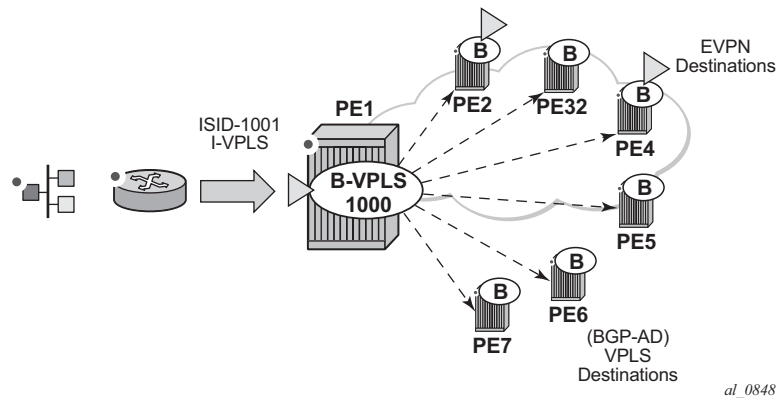 EVPN
Destinations
B
PE2
B
PE32
B
PE4
PE1
ISID-1001
I-VPLS
B-VPLS
1000
B
PE5
B
PE6
B
PE7
(BGP-AD)
VPLS
Destinations
al_0848